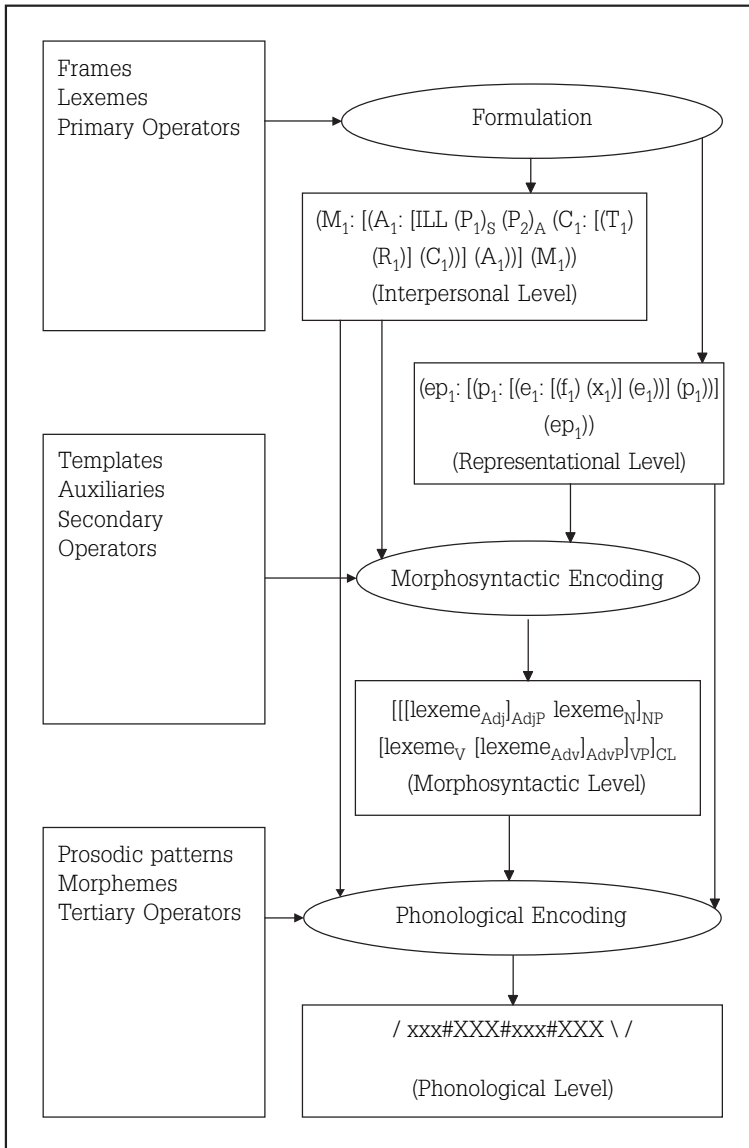 Frames
Lexemes
Primary Operators
Formulation
(M₁: [(A₁: [ILL (P₁)S (P₂)A (C₁: [(T₁)
(R₁)] (C₁))] (A₁))] (M₁))
(Interpersonal Level)
(ep₁: [(p₁: [(e₁: [(f₁) (x₁)] (e₁))] (p₁))]
(ep₁))
(Representational Level)
Templates
Auxiliaries
Secondary
Operators
Morphosyntactic Encoding
[[[lexemeAdj]AdjP lexemeN]NP
[lexemeV [lexemeAdv]AdvP]VP]CL
(Morphosyntactic Level)
Prosodic patterns
Morphemes
Tertiary Operators
Phonological Encoding
/ xxx#XXX#xxx#XXX \ /
(Phonological Level)